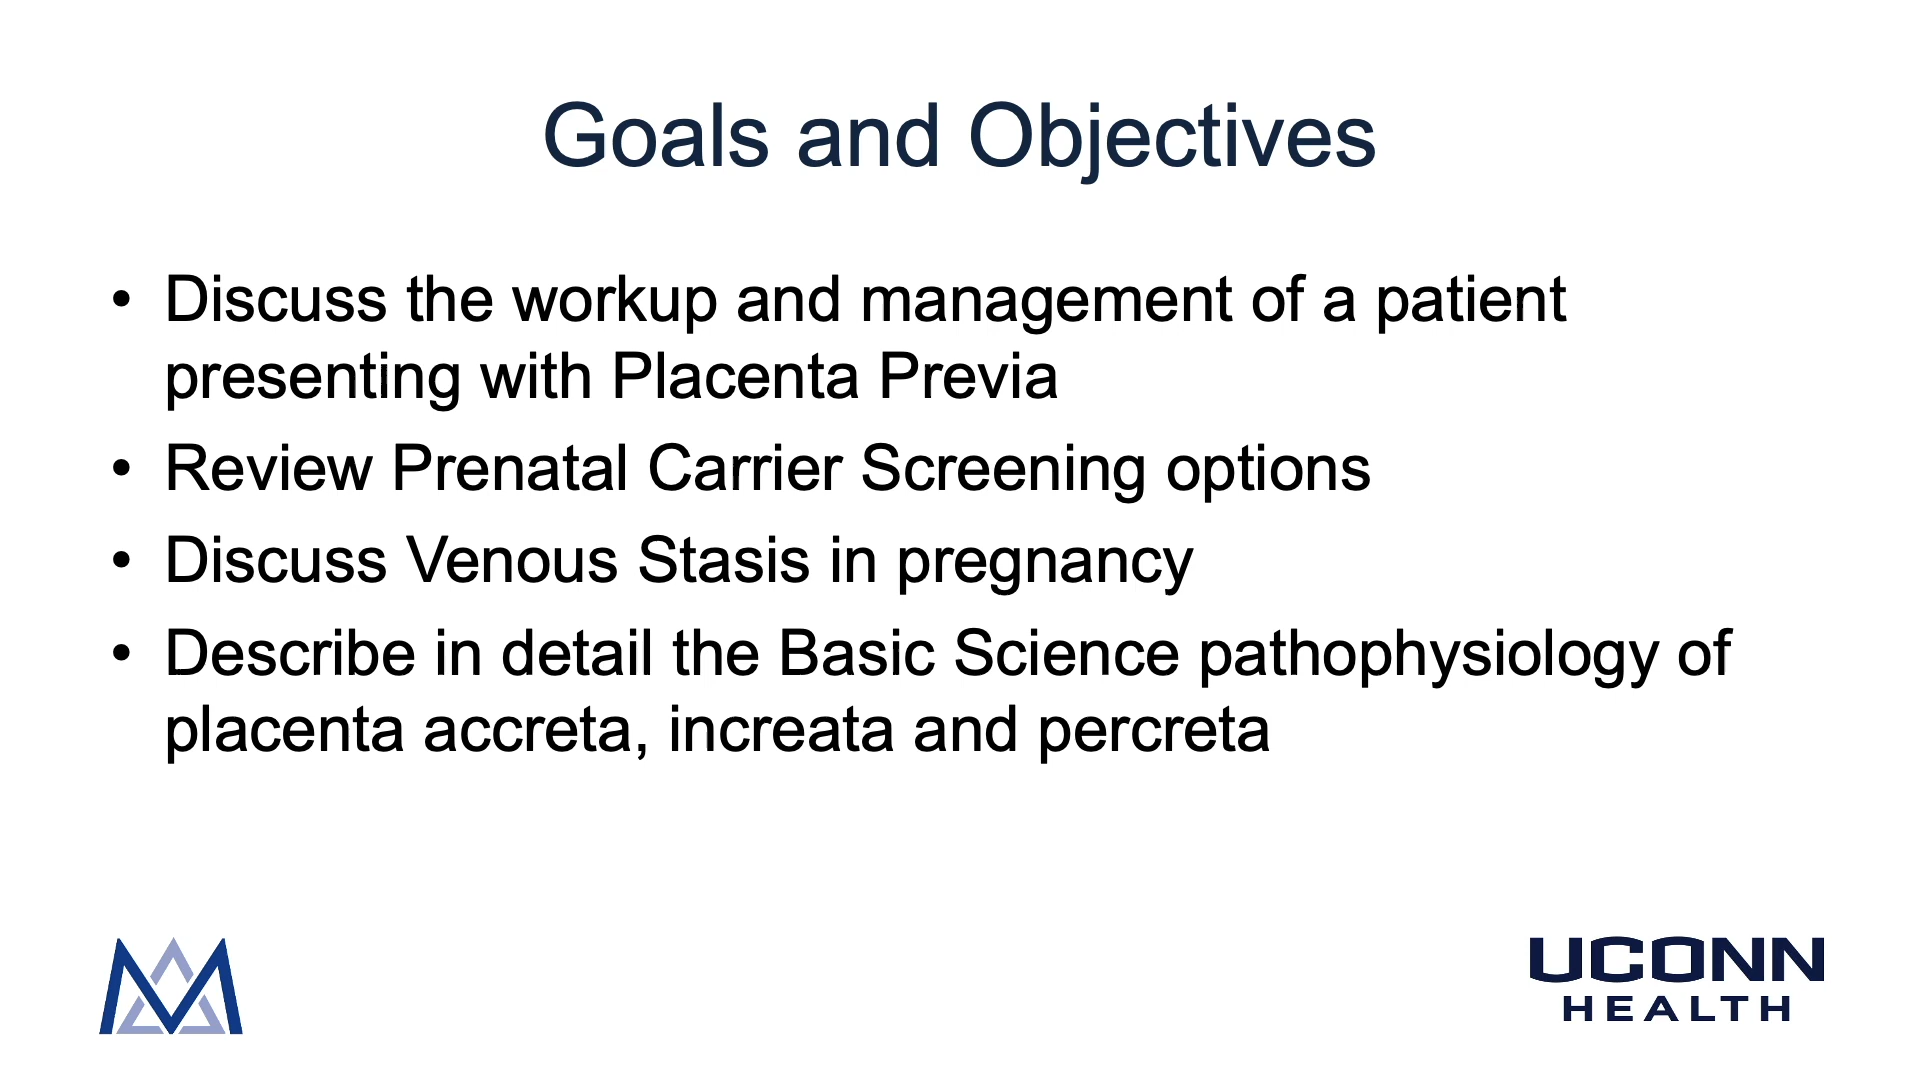 Goals and Objectives
• Discuss the workup and management of a patient
presenting with Placenta Previa
• Review Prenatal Carrier Screening options
• Discuss Venous Stasis in pregnancy
• Describe in detail the Basic Science pathophysiology of
placenta accreta, increata and percreta
UCONN
HEALTH